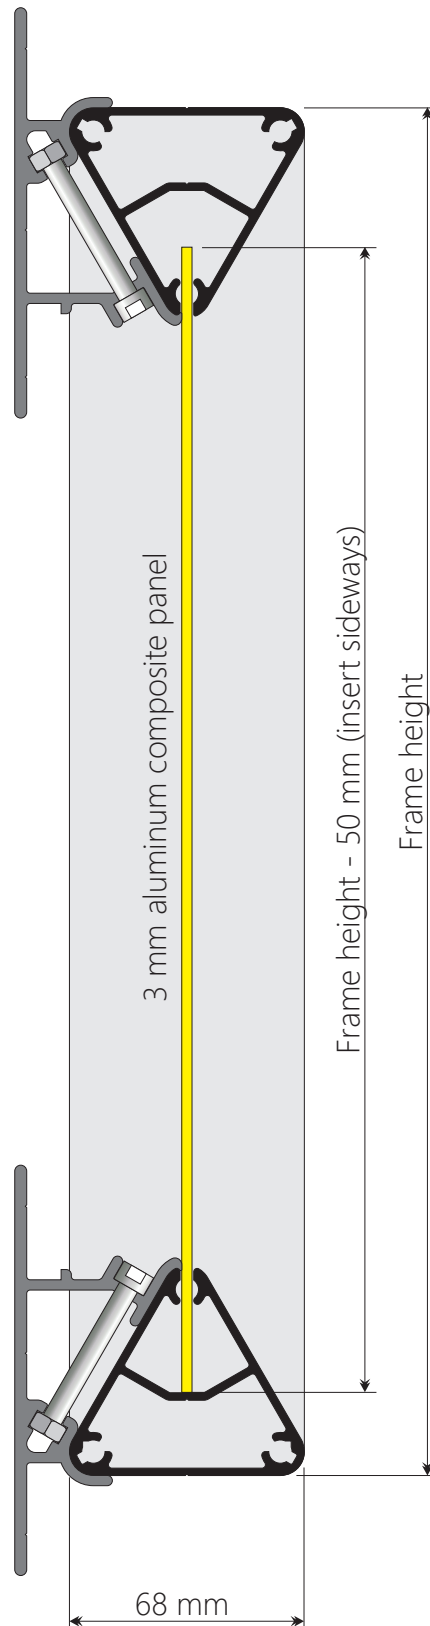 3 mm aluminum composite panel
Frame height - 50 mm (insert sideways)
Frame height
68 mm